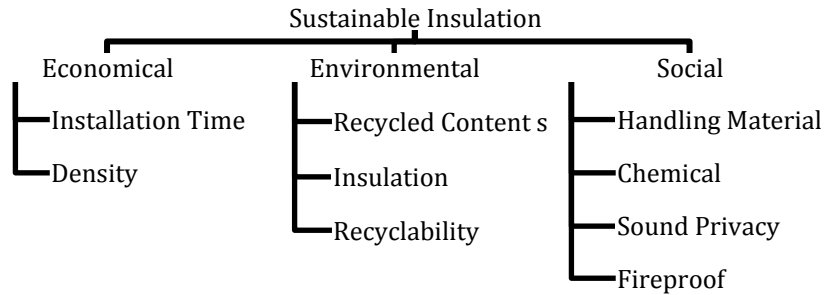 Sustainable Insulation
Economical
Environmental
Social
Installation Time
Density
Recycled Content s
Insulation
Recyclability
Handling Material
Chemical
Sound Privacy
Fireproof